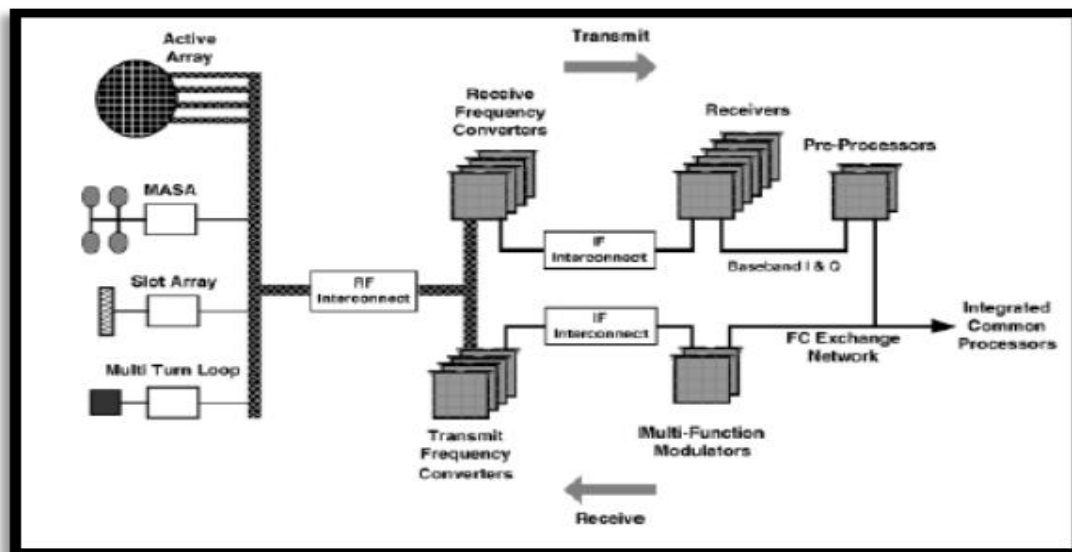 Active
Array
MASA
Slot Array
Multi Turn Loop
RF
Interconnect
Transmit
Receive
Frequency
Converters
Receivers
Pre-Processors
IF
Interconnect
Baseband I & Q
IF
Interconnect
FC Exchange
Network
Integrated
Common
Processors
Transmit
Frequency
Converters
Multi-Function
Modulators
Receive